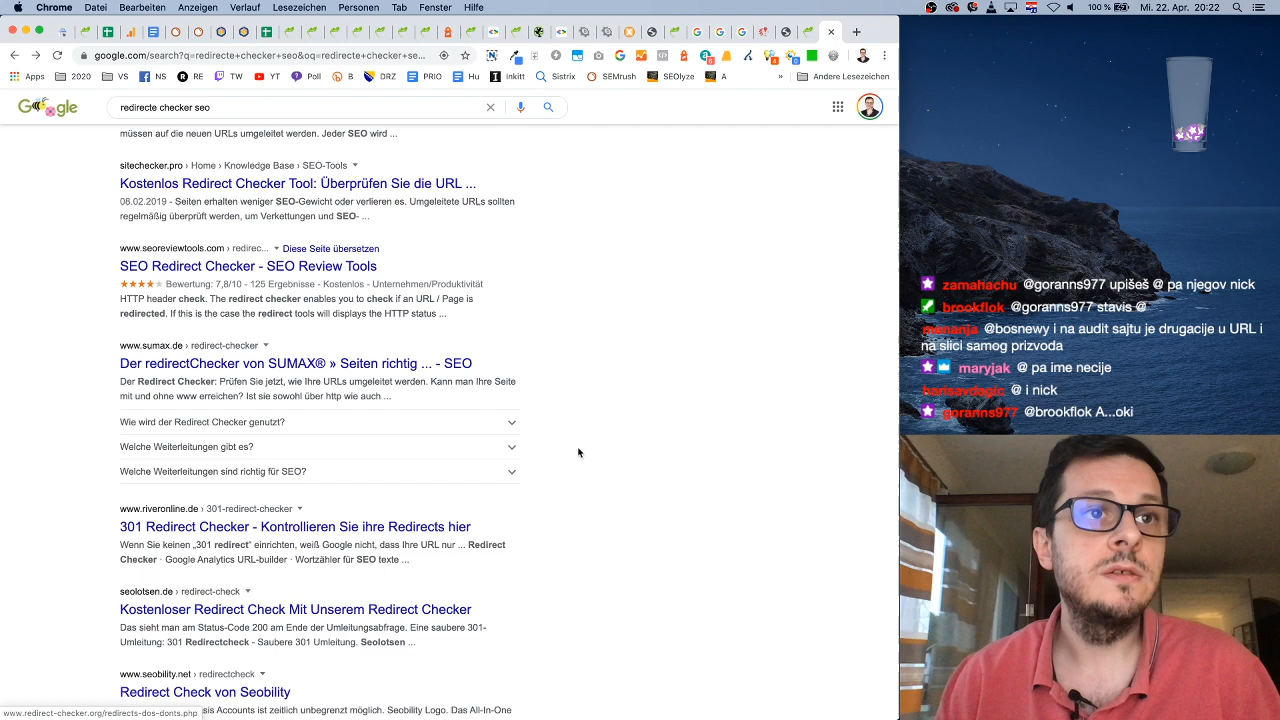 Chrome Datei Bearbeiten Anzeigen Verlauf Lesezeichen Personen Tab Fenster Hilfe 100 % Mi. 22. Apr. 20:22
google.com/search?q=redirecte+checker+seo&oq=redirecte+checker+se...
Apps 2020 VS FB NS RE TW YT Poll B DRZ PRIO Hu inkitt Sistrix SEMrush SEOlyze A... » Andere Lesezeichen
redirecte checker seo
müssen auf die neuen URLs umgeleitet werden. Jeder SEO wird ...
sitechecker.pro › Home › Knowledge Base › SEO-Tools
Kostenlos Redirect Checker Tool: Überprüfen Sie die URL ...
08.02.2019 - Seiten erhalten weniger SEO-Gewicht oder verlieren es. Umgeleitete URLs sollten
regelmäßig überprüft werden, um Verkettungen und SEO- ...
www.seoreviewtools.com › redirec... Diese Seite übersetzen
SEO Redirect Checker - SEO Review Tools
Bewertung: 7,8/10 - 125 Ergebnisse - Kostenlos - Unternehmen/Produktivität
HTTP header check. The redirect checker enables you to check if an URL / Page is
redirected. If this is the case the redirect tools will displays the HTTP status ...
www.sumax.de › redirect-checker
Der redirectChecker von SUMAX® » Seiten richtig ... - SEO
Der Redirect Checker: Prüfen Sie jetzt, wie Ihre URLs umgeleitet werden. Kann man Ihre Seite
mit und ohne www erreichen? Ist sie sowohl über http wie auch ...
Wie wird der Redirect Checker genutzt?
Welche Weiterleitungen gibt es?
Welche Weiterleitungen sind richtig für SEO?
www.riveronline.de › 301-redirect-checker
301 Redirect Checker - Kontrollieren Sie ihre Redirects hier
Wenn Sie keinen „301 redirect“ einrichten, weiß Google nicht, dass Ihre URL nur ... Redirect
Checker · Google Analytics URL-builder · Wortzähler für SEO texte ...
seolotsen.de › redirect-check
Kostenloser Redirect Check Mit Unserem Redirect Checker
Das sieht man am Status-Code 200 am Ende der Umleitungsabfrage. Eine saubere 301-
Umleitung: 301 Redirectcheck - Saubere 301 Umleitung. Seolotsen ...
www.seobility.net › redirectcheck
Redirect Check von Seobility
sis Accounts ist zeitlich unbegrenzt möglich. Seobility Logo. Das All-In-One
www.redirect-checker.org/redirects-dos-donts.php
zamahachu @goranns977 upišeš @ pa njegov nick
brookflok @goranns977 stavis @
@bosnewy i na audit sajtu je drugacije u URL i
na slici samog prizvoda
maryjak @ pa ime necije
harisavdagic @ i nick
goranns977 @brookflok A...oki